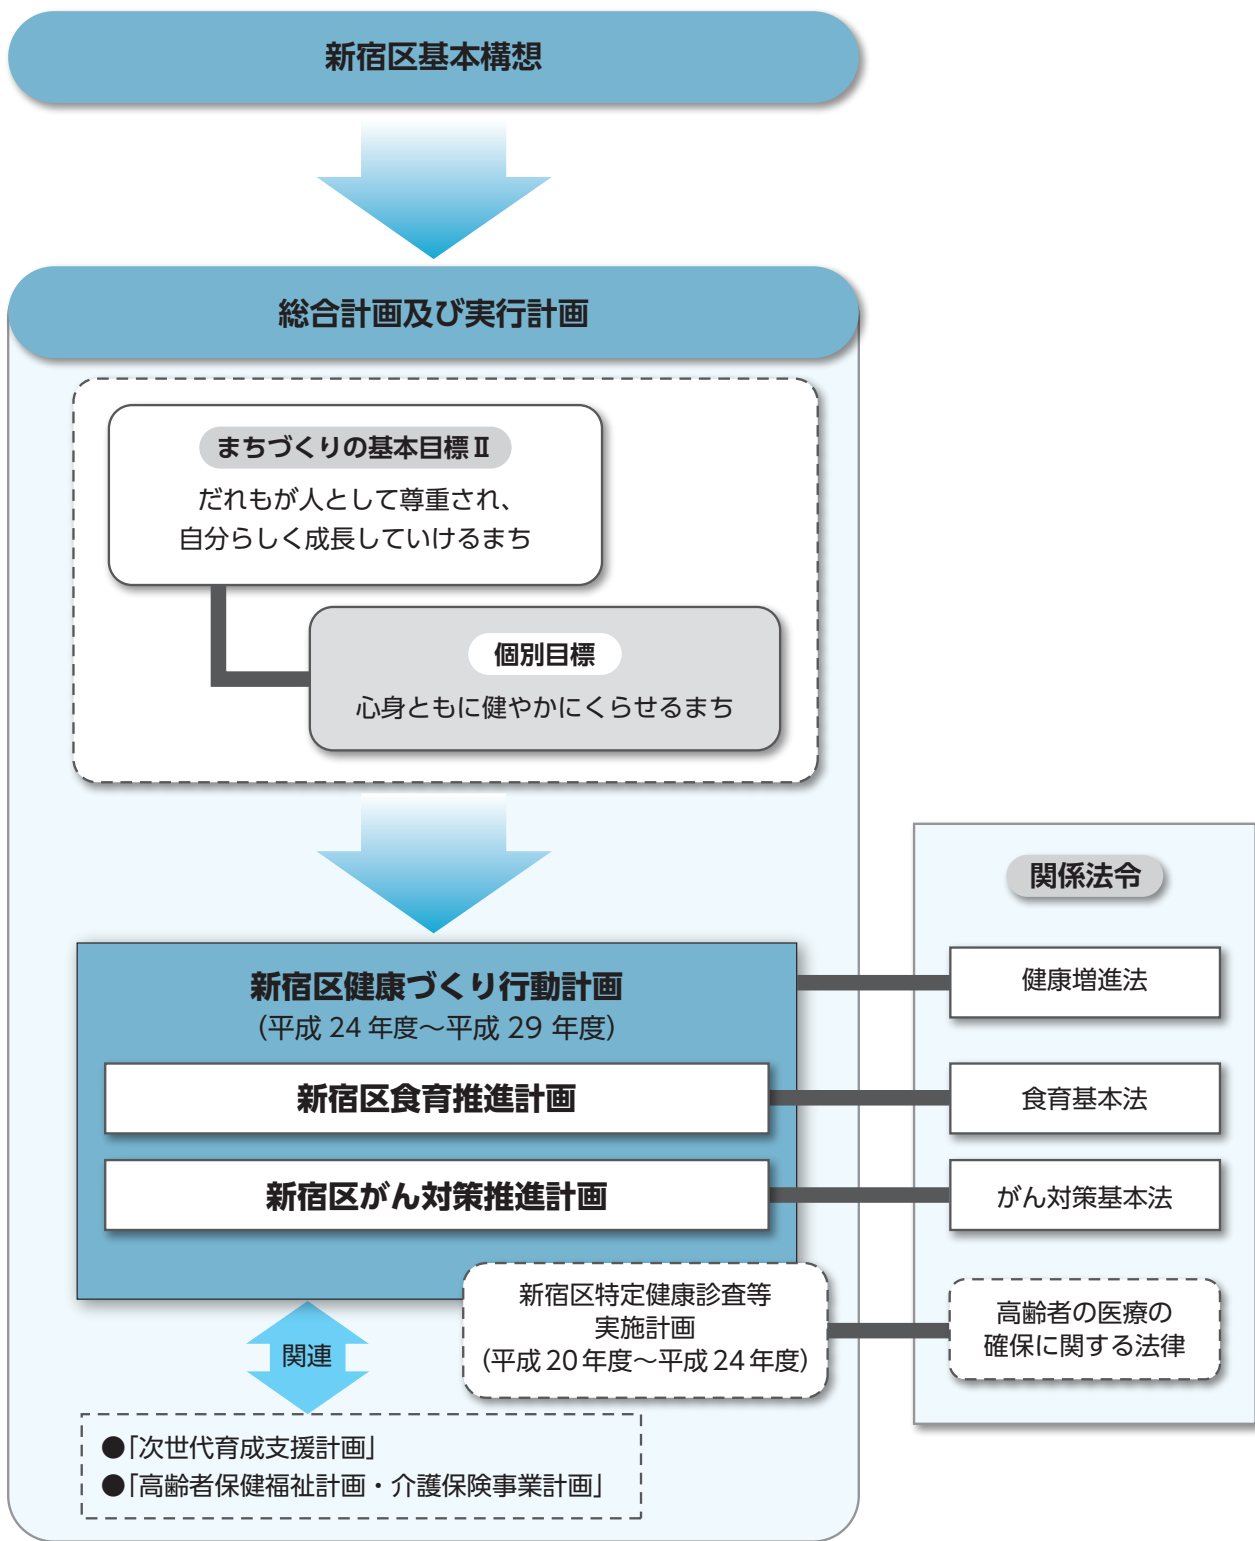 新宿区基本構想
総合計画及び実行計画
まちづくりの基本目標Ⅱ
だれもが人として尊重され、
自分らしく成長していけるまち
個別目標
心身ともに健やかにくらせるまち
新宿区健康づくり行動計画
（平成 24 年度～平成 29 年度）
新宿区食育推進計画
新宿区がん対策推進計画
新宿区特定健康診査等
実施計画
（平成 20 年度～平成 24 年度）
関連
●「次世代育成支援計画」
●「高齢者保健福祉計画・介護保険事業計画」
関係法令
健康増進法
食育基本法
がん対策基本法
高齢者の医療の
確保に関する法律